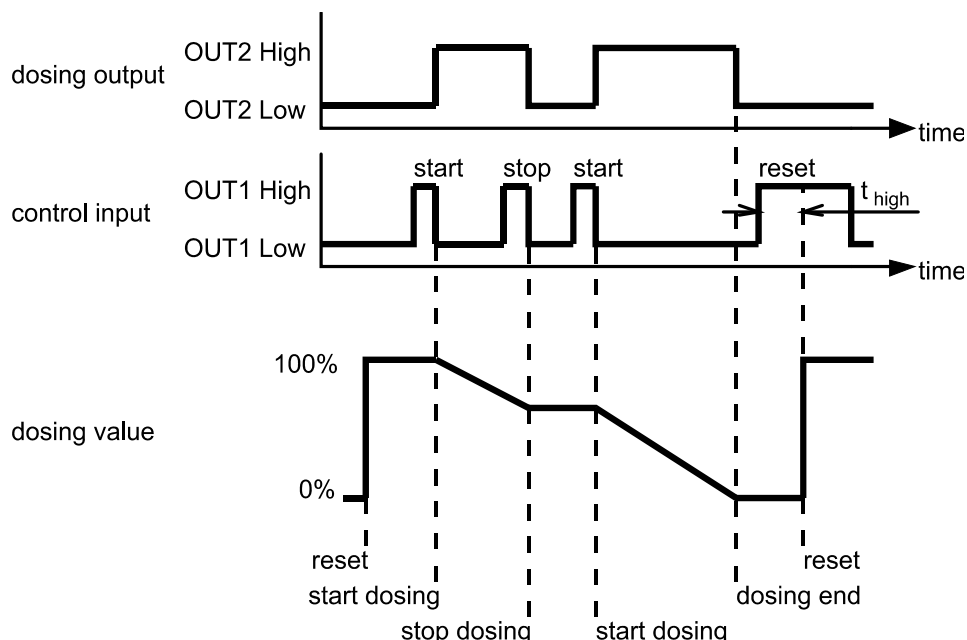 OUT2 High
dosing output
OUT2 Low
time
start stop start reset
OUT1 High
control input
t high
OUT1 Low
time
100%
dosing value
0%
reset reset
start dosing dosing end
stop dosing start dosing